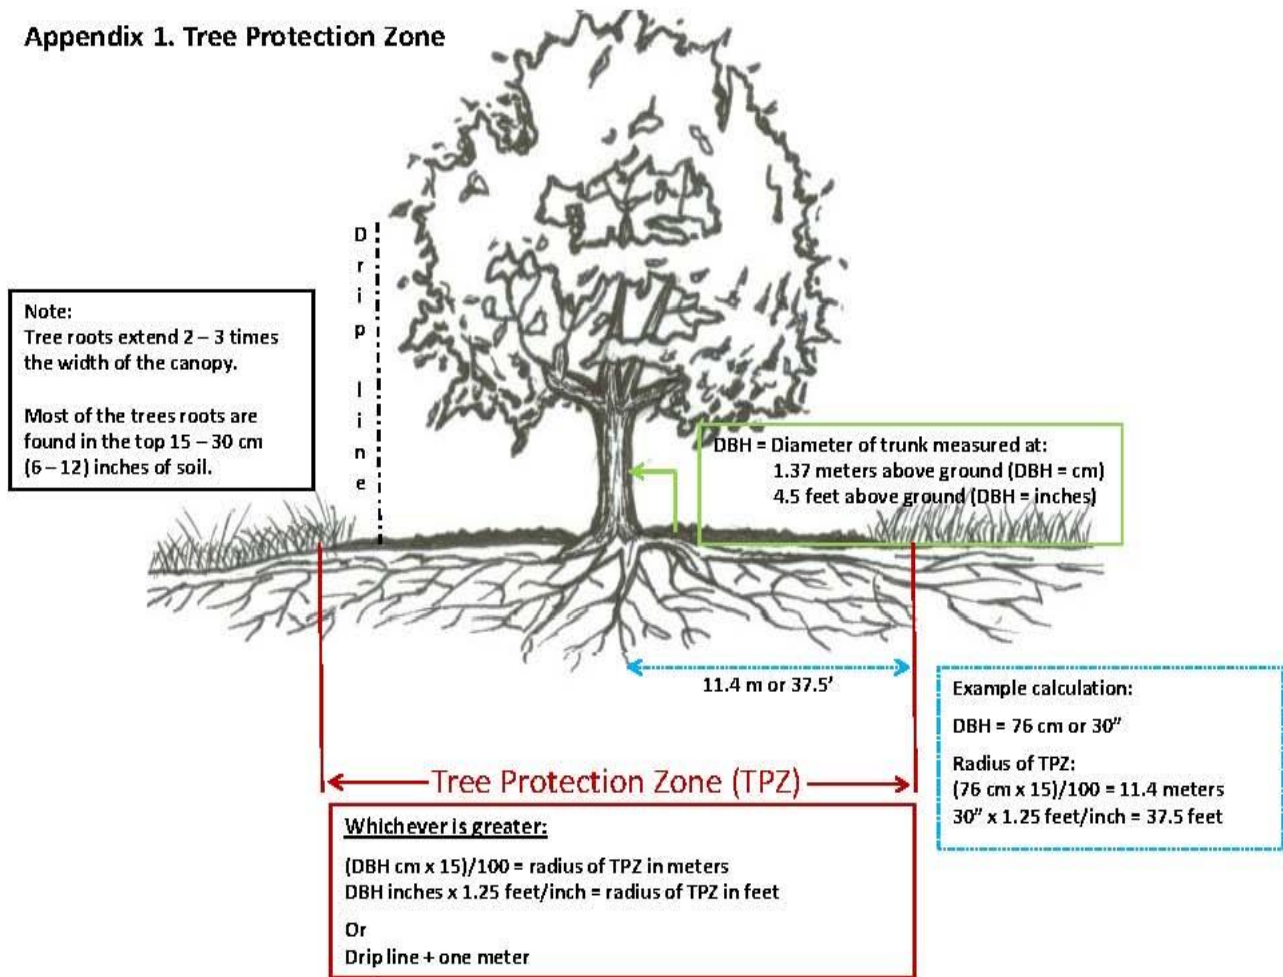 Appendix 1. Tree Protection Zone
Drip line
Note:
Tree roots extend 2 – 3 times
the width of the canopy.
Most of the trees roots are
found in the top 15 – 30 cm
(6 – 12) inches of soil.
DBH = Diameter of trunk measured at:
1.37 meters above ground (DBH = cm)
4.5 feet above ground (DBH = inches)
11.4 m or 37.5'
Example calculation:
DBH = 76 cm or 30"
Radius of TPZ:
(76 cm x 15)/100 = 11.4 meters
30" x 1.25 feet/inch = 37.5 feet
Tree Protection Zone (TPZ)
Whichever is greater:
(DBH cm x 15)/100 = radius of TPZ in meters
DBH inches x 1.25 feet/inch = radius of TPZ in feet
Or
Drip line + one meter